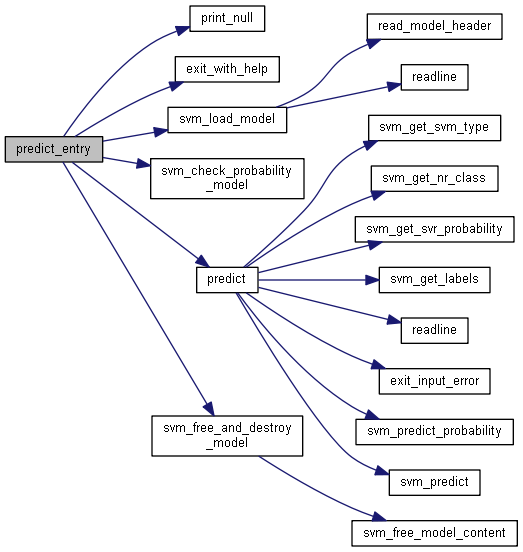 print_null
read_model_header
exit_with_help
readline
svm_load_model
svm_get_svm_type
predict_entry
svm_check_probability
_model
svm_get_nr_class
svm_get_svr_probability
predict
svm_get_labels
readline
exit_input_error
svm_free_and_destroy
_model
svm_predict_probability
svm_predict
svm_free_model_content